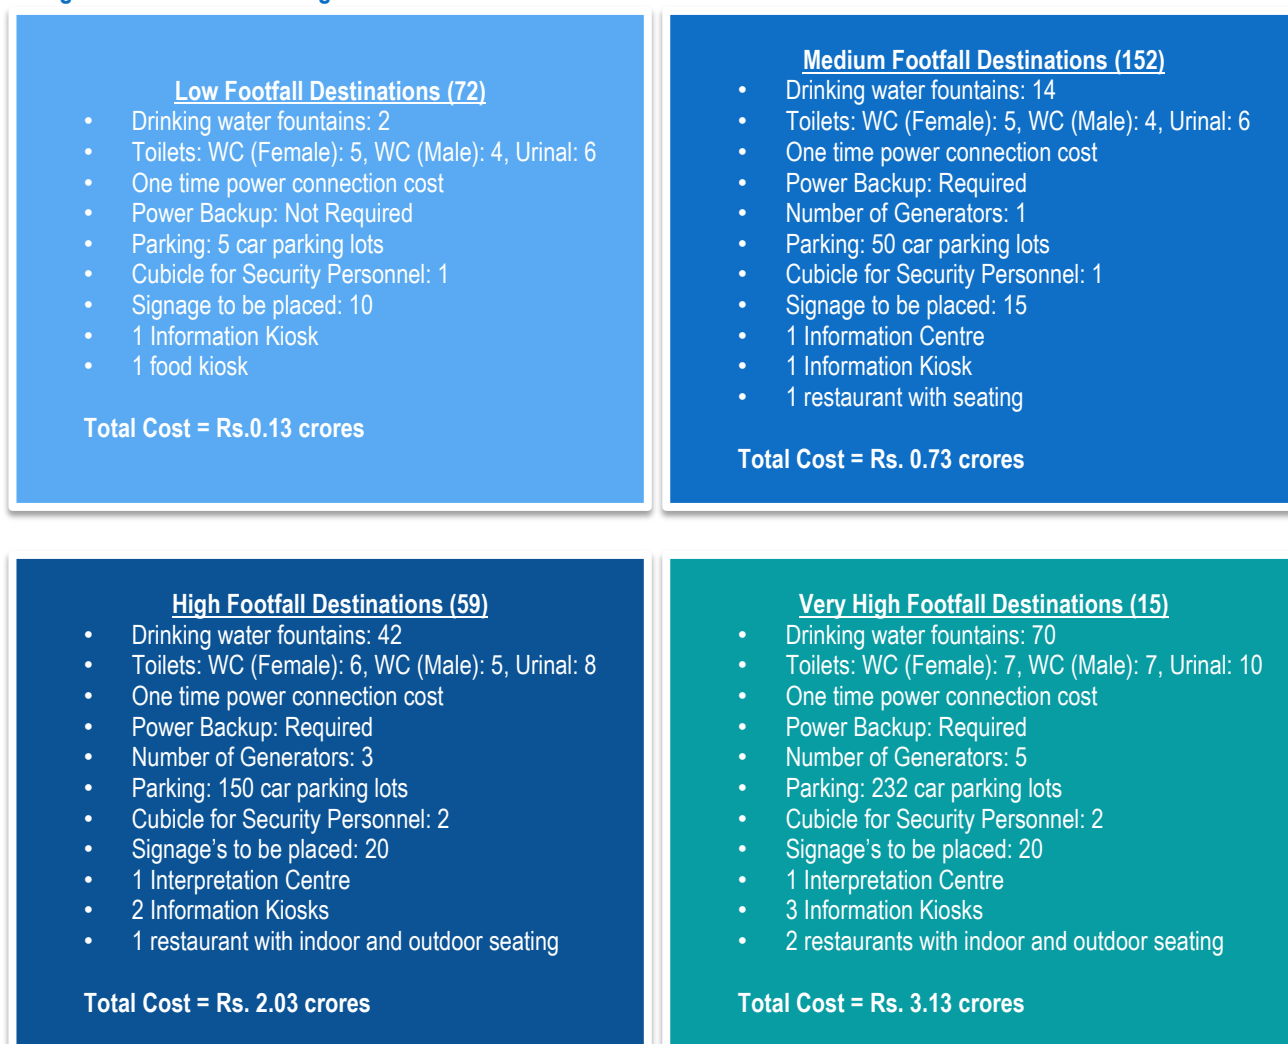 Low Footfall Destinations (72)
• Drinking water fountains: 2
• Toilets: WC (Female): 5, WC (Male): 4, Urinal: 6
• One time power connection cost
• Power Backup: Not Required
• Parking: 5 car parking lots
• Cubicle for Security Personnel: 1
• Signage to be placed: 10
• 1 Information Kiosk
• 1 food kiosk
Total Cost = Rs.0.13 crores
Medium Footfall Destinations (152)
• Drinking water fountains: 14
• Toilets: WC (Female): 5, WC (Male): 4, Urinal: 6
• One time power connection cost
• Power Backup: Required
• Number of Generators: 1
• Parking: 50 car parking lots
• Cubicle for Security Personnel: 1
• Signage to be placed: 15
• 1 Information Centre
• 1 Information Kiosk
• 1 restaurant with seating
Total Cost = Rs. 0.73 crores
High Footfall Destinations (59)
• Drinking water fountains: 42
• Toilets: WC (Female): 6, WC (Male): 5, Urinal: 8
• One time power connection cost
• Power Backup: Required
• Number of Generators: 3
• Parking: 150 car parking lots
• Cubicle for Security Personnel: 2
• Signage's to be placed: 20
• 1 Interpretation Centre
• 2 Information Kiosks
• 1 restaurant with indoor and outdoor seating
Total Cost = Rs. 2.03 crores
Very High Footfall Destinations (15)
• Drinking water fountains: 70
• Toilets: WC (Female): 7, WC (Male): 7, Urinal: 10
• One time power connection cost
• Power Backup: Required
• Number of Generators: 5
• Parking: 232 car parking lots
• Cubicle for Security Personnel: 2
• Signage's to be placed: 20
• 1 Interpretation Centre
• 3 Information Kiosks
• 2 restaurants with indoor and outdoor seating
Total Cost = Rs. 3.13 crores